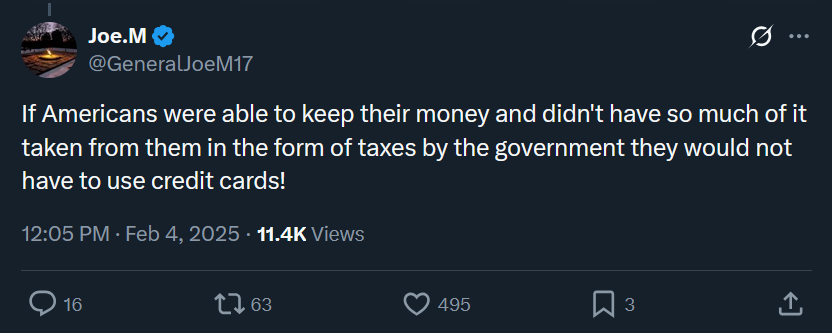 Joe.M
@GeneralJoeM17
If Americans were able to keep their money and didn't have so much of it
taken from them in the form of taxes by the government they would not
have to use credit cards!
12:05 PM · Feb 4, 2025 · 11.4K Views
16 63 495 3